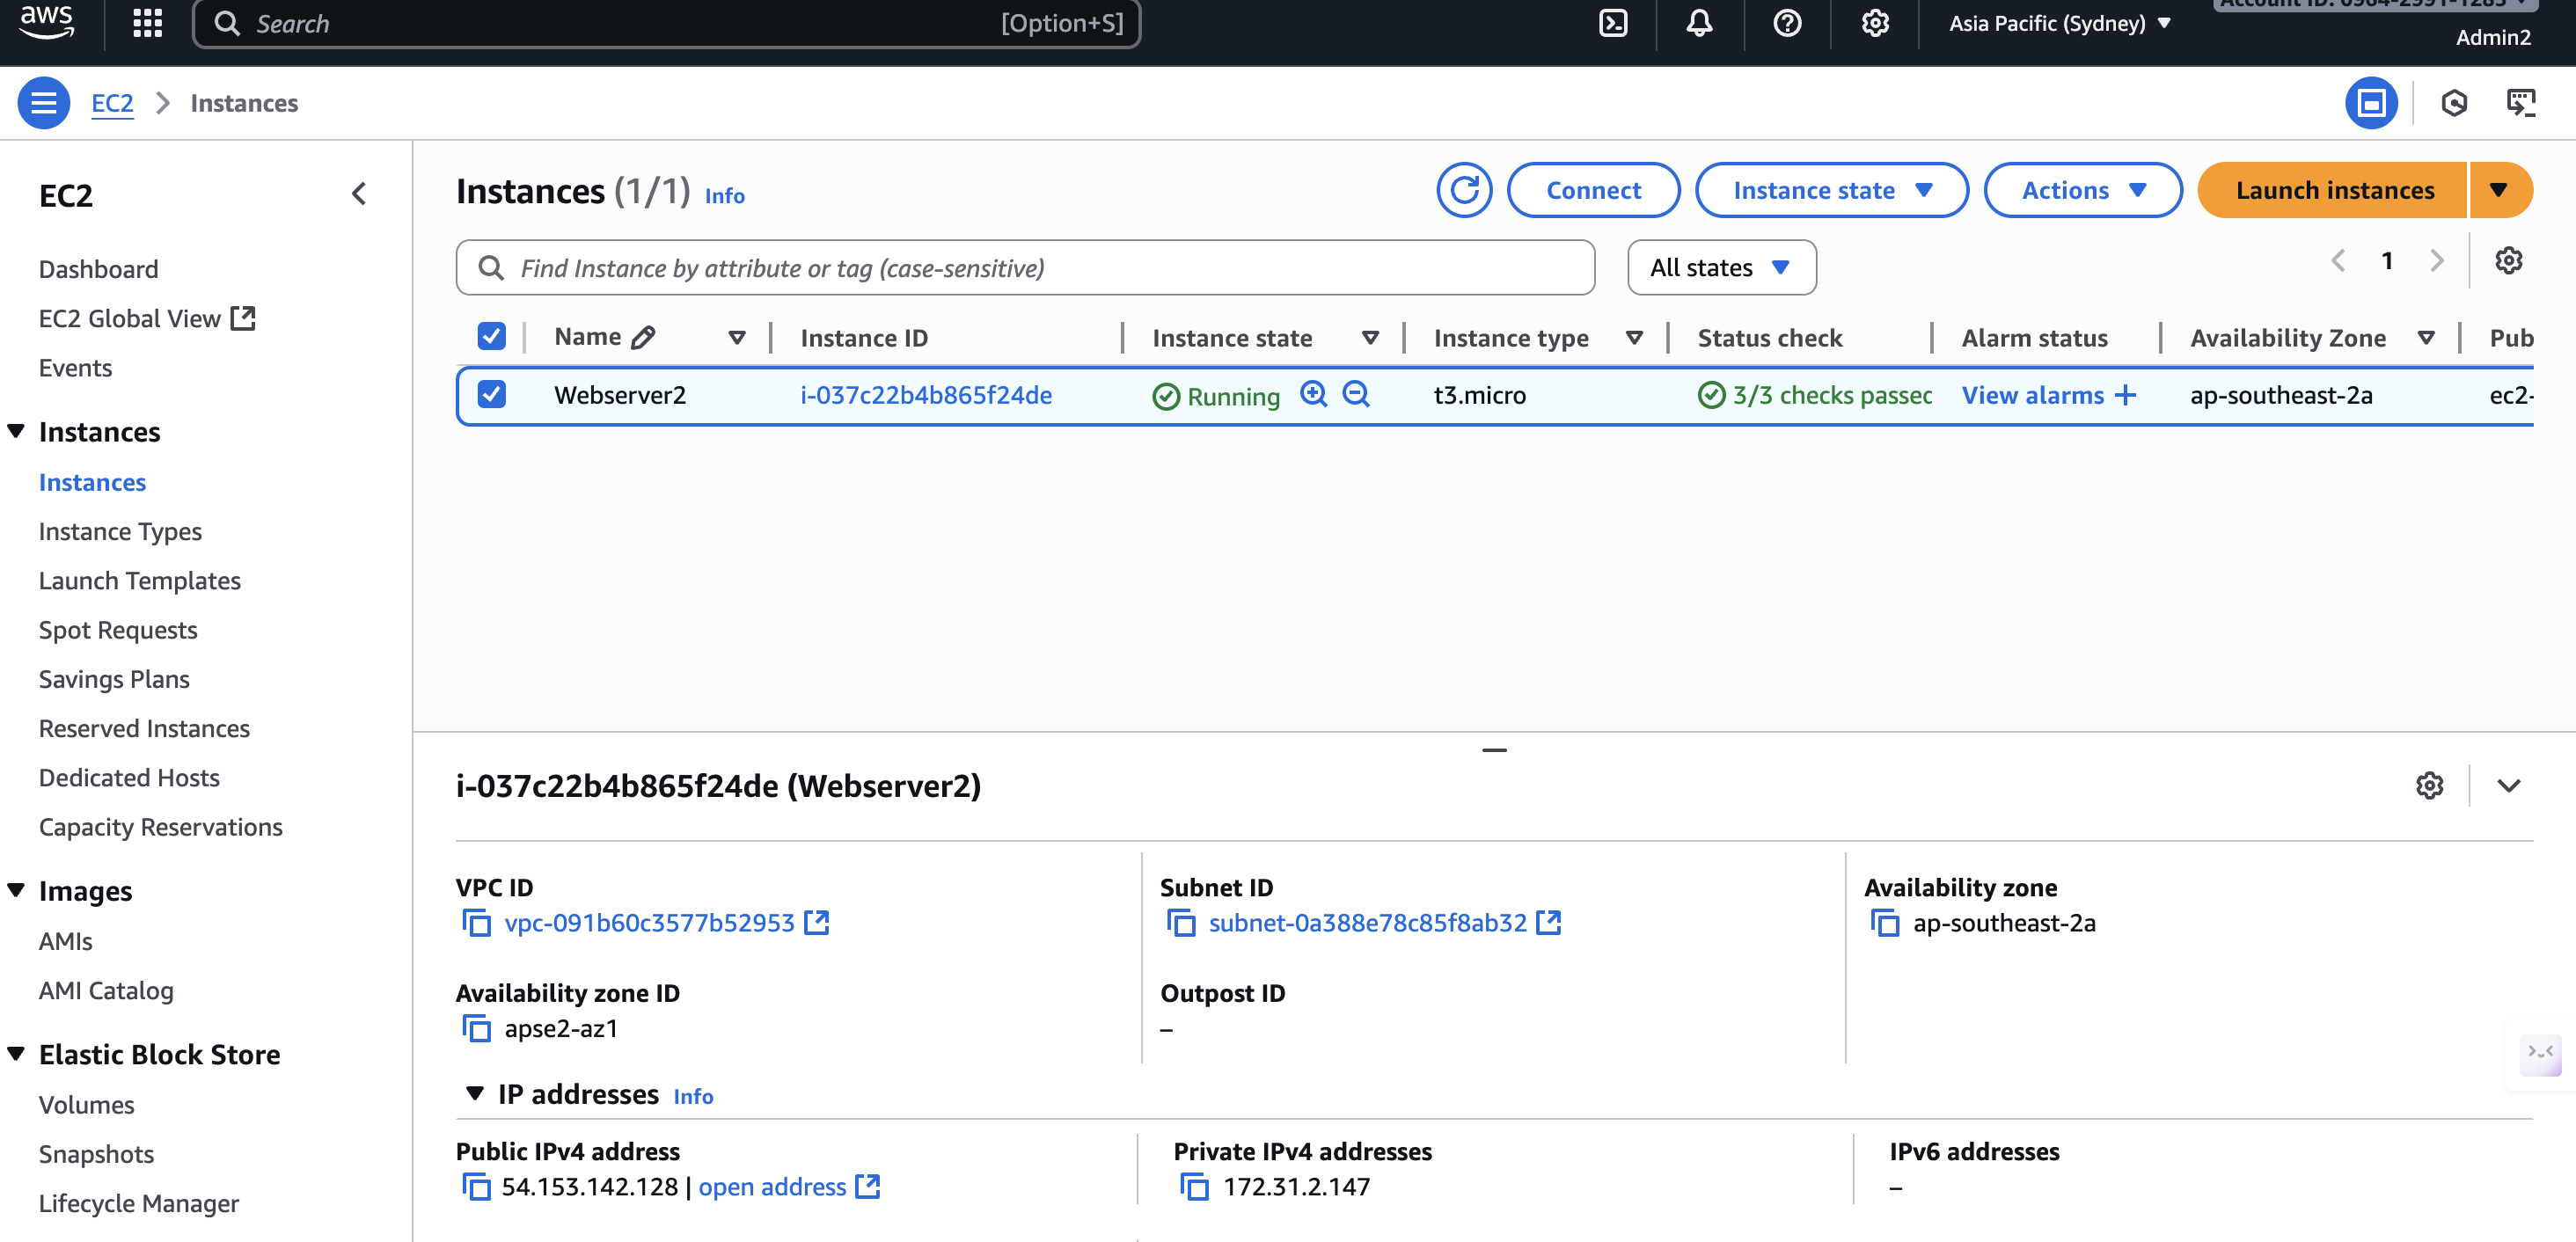 aws
Search [Option+S]
Asia Pacific (Sydney)
Admin2
EC2 Instances
EC2
Dashboard
EC2 Global View
Events
Instances
Instances
Instance Types
Launch Templates
Spot Requests
Savings Plans
Reserved Instances
Dedicated Hosts
Capacity Reservations
Images
AMIs
AMI Catalog
Elastic Block Store
Volumes
Snapshots
Lifecycle Manager
Instances (1/1) Info
Connect
Instance state
Actions
Launch instances
Find Instance by attribute or tag (case-sensitive)
All states
1
Name Instance ID Instance state Instance type Status check Alarm status Availability Zone Pub
Webserver2 i-037c22b4b865f24de Running t3.micro 3/3 checks passed View alarms + ap-southeast-2a ec2-
i-037c22b4b865f24de (Webserver2)
VPC ID
vpc-091b60c3577b52953
Subnet ID
subnet-0a388e78c85f8ab32
Availability zone
ap-southeast-2a
Availability zone ID
apse2-az1
Outpost ID
–
IP addresses Info
Public IPv4 address
54.153.142.128 | open address
Private IPv4 addresses
172.31.2.147
IPv6 addresses
–